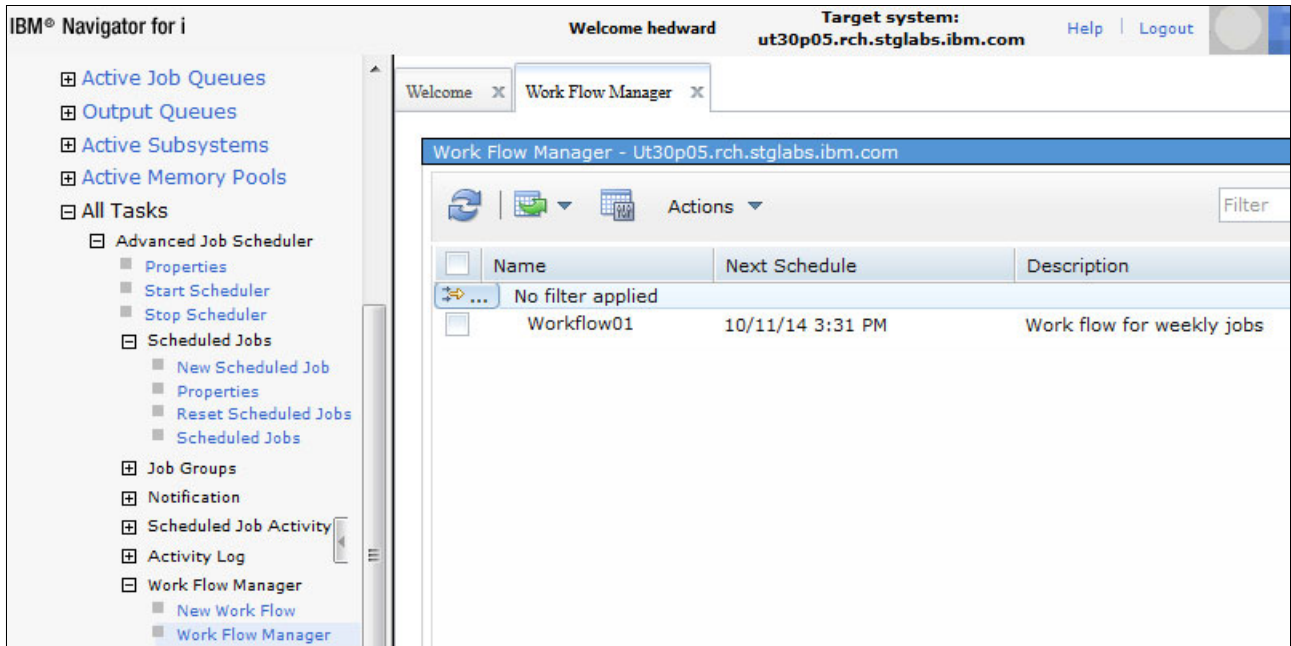 IBM® Navigator for i
Welcome hedward
Target system:
ut30p05.rch.stglabs.ibm.com
Help | Logout
Active Job Queues
Output Queues
Active Subsystems
Active Memory Pools
All Tasks
Advanced Job Scheduler
Properties
Start Scheduler
Stop Scheduler
Scheduled Jobs
New Scheduled Job
Properties
Reset Scheduled Jobs
Scheduled Jobs
Job Groups
Notification
Scheduled Job Activity
Activity Log
Work Flow Manager
New Work Flow
Work Flow Manager
Welcome X Work Flow Manager X
Work Flow Manager - Ut30p05.rch.stglabs.ibm.com
Actions Filter
Name Next Schedule Description
... No filter applied
Workflow01 10/11/14 3:31 PM Work flow for weekly jobs